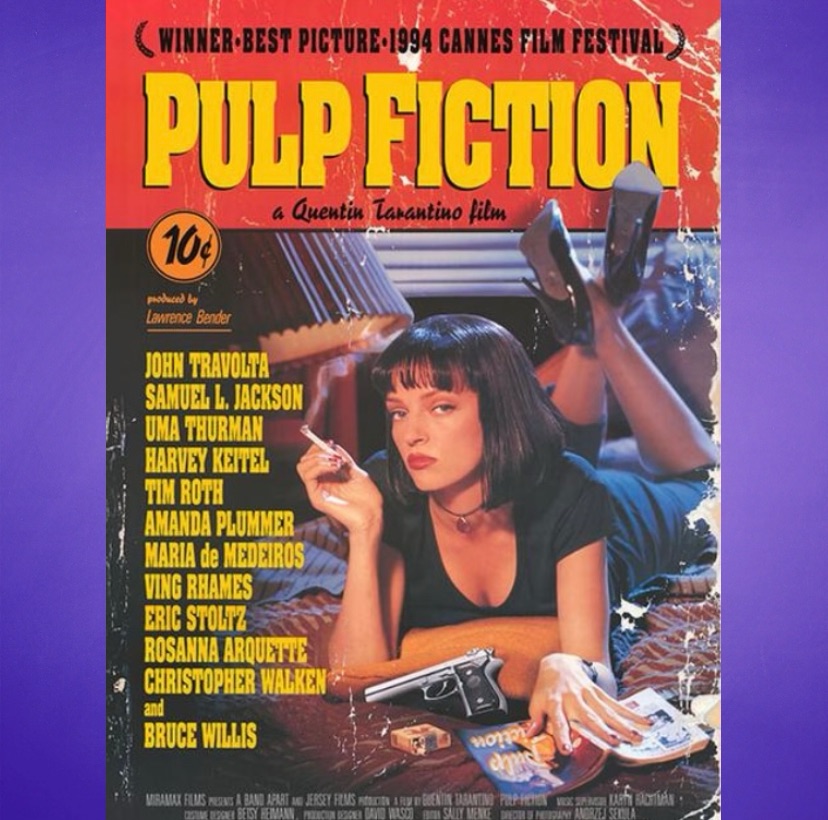 WINNER•BEST PICTURE•1994 CANNES FILM FESTIVAL
PULP FICTION
a Quentin Tarantino film
10¢
produced by
Lawrence Bender
JOHN TRAVOLTA
SAMUEL L. JACKSON
UMA THURMAN
HARVEY KEITEL
TIM ROTH
AMANDA PLUMMER
MARIA de MEDEIROS
VING RHAMES
ERIC STOLTZ
ROSANNA ARQUETTE
CHRISTOPHER WALKEN
and
BRUCE WILLIS
Pulp
Fiction
MIRAMAX FILMS PRESENTS A BAND APART AND JERSEY FILMS PRODUCTION A FILM BY QUENTIN TARANTINO PULP FICTION MUSIC SUPERVISOR KARYN RACHTMAN
COSTUME DESIGNER BETSY HEIMANN PRODUCTION DESIGNER DAVID WASCO EDITOR SALLY MENKE DIRECTOR OF PHOTOGRAPHY ANDRZEJ SEKULA